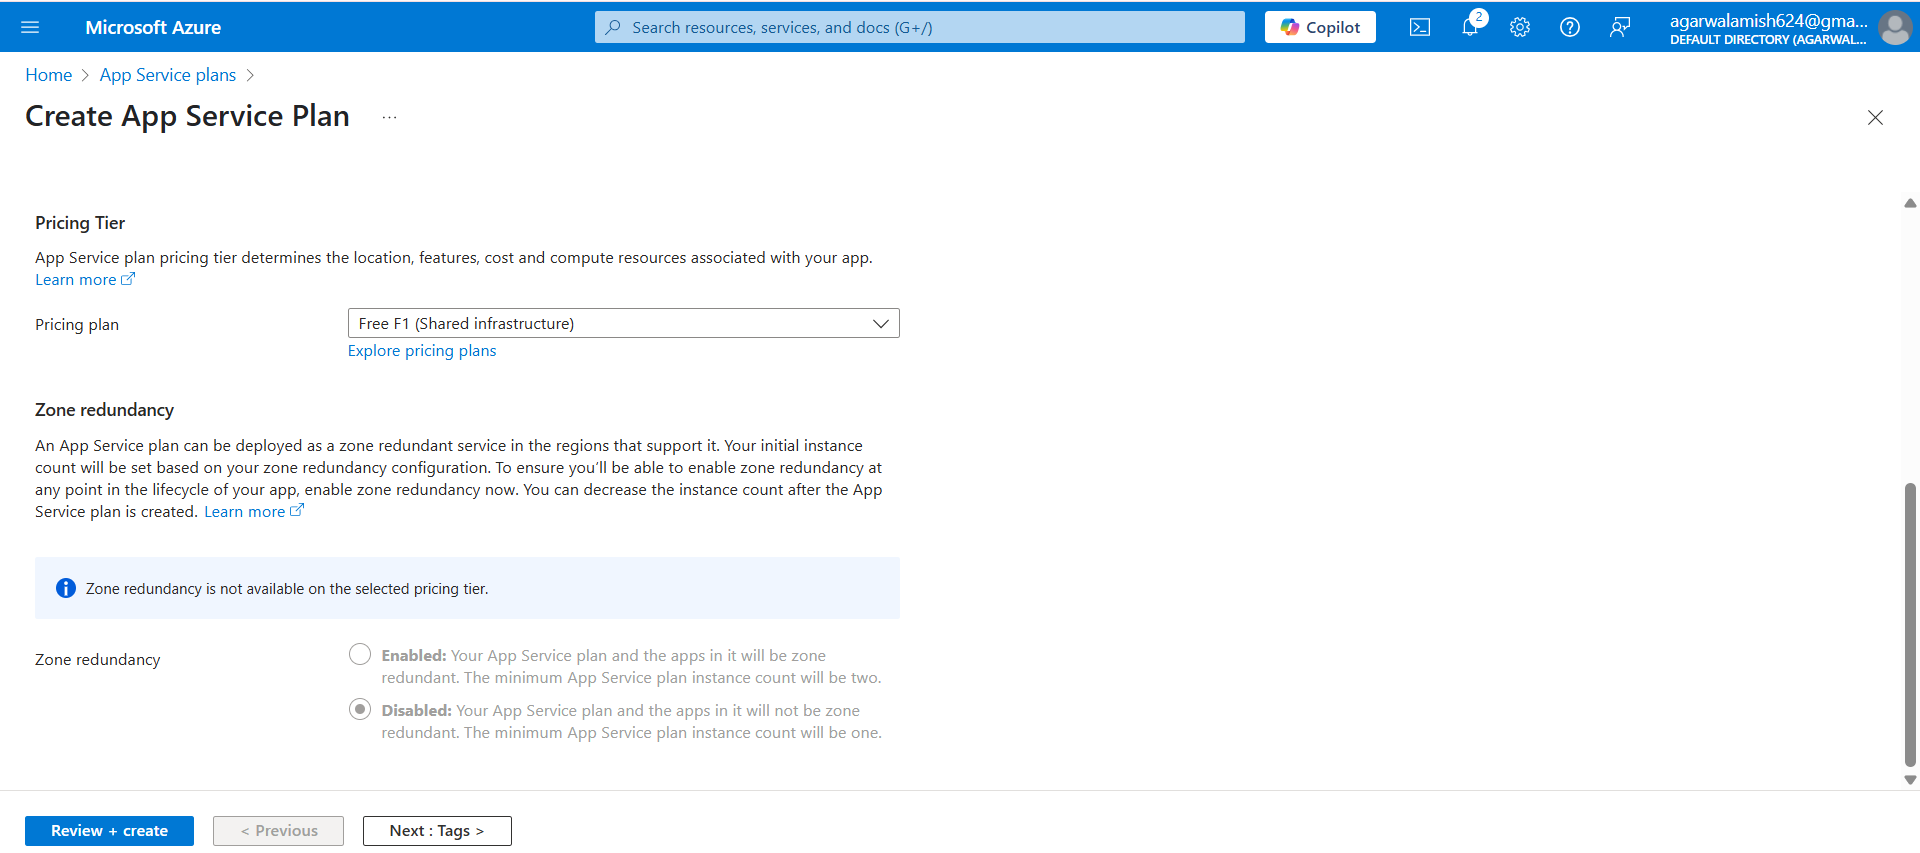 Microsoft Azure
Search resources, services, and docs (G+/)
Copilot
2
agarwalamish624@gma...
DEFAULT DIRECTORY (AGARWAL...
Home > App Service plans >
Create App Service Plan ...
Pricing Tier
App Service plan pricing tier determines the location, features, cost and compute resources associated with your app.
Learn more
Pricing plan
Free F1 (Shared infrastructure)
Explore pricing plans
Zone redundancy
An App Service plan can be deployed as a zone redundant service in the regions that support it. Your initial instance
count will be set based on your zone redundancy configuration. To ensure you'll be able to enable zone redundancy at
any point in the lifecycle of your app, enable zone redundancy now. You can decrease the instance count after the App
Service plan is created. Learn more
Zone redundancy is not available on the selected pricing tier.
Zone redundancy
Enabled: Your App Service plan and the apps in it will be zone
redundant. The minimum App Service plan instance count will be two.
Disabled: Your App Service plan and the apps in it will not be zone
redundant. The minimum App Service plan instance count will be one.
Review + create
< Previous
Next : Tags >